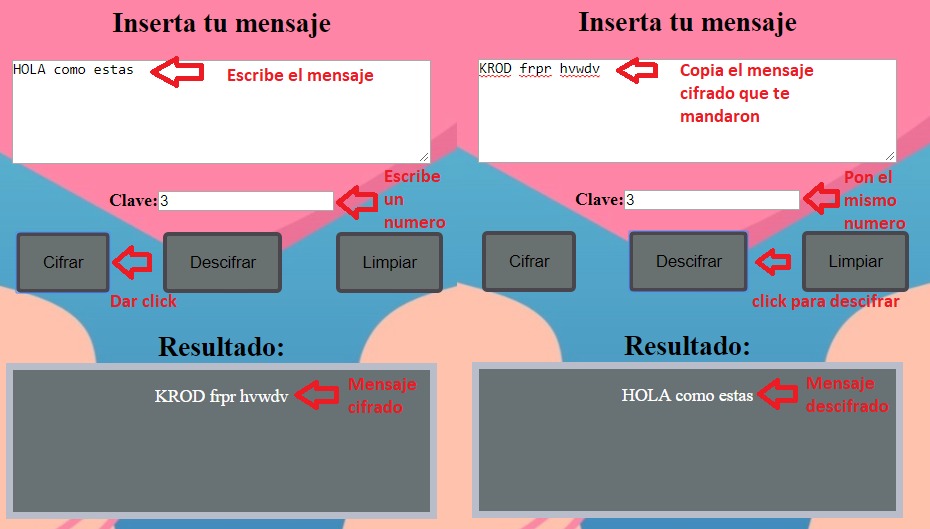 Inserta tu mensaje
HOLA como estas
Escribe el mensaje
Escribe
un
numero
Clave:3
Cifrar
Descifrar
Limpiar
Dar click
Resultado:
KROD frpr hvwdv
Mensaje
cifrado
Inserta tu mensaje
KROD frpr hvwdv
Copia el mensaje
cifrado que te
mandaron
Pon el
mismo
numero
Clave:3
Cifrar
Descifrar
Limpiar
click para descifrar
Resultado:
HOLA como estas
Mensaje
descifrado